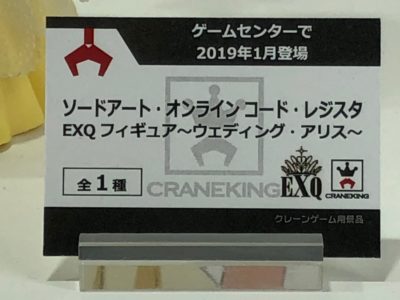 ゲームセンターで
2019年1月登場
ソードアート・オンライン コード・レジスタ
EXQ フィギュア~ウェディング・アリス~
全1種
CRANEKING
EXQ
CRANEKING
クレーンゲーム用景品